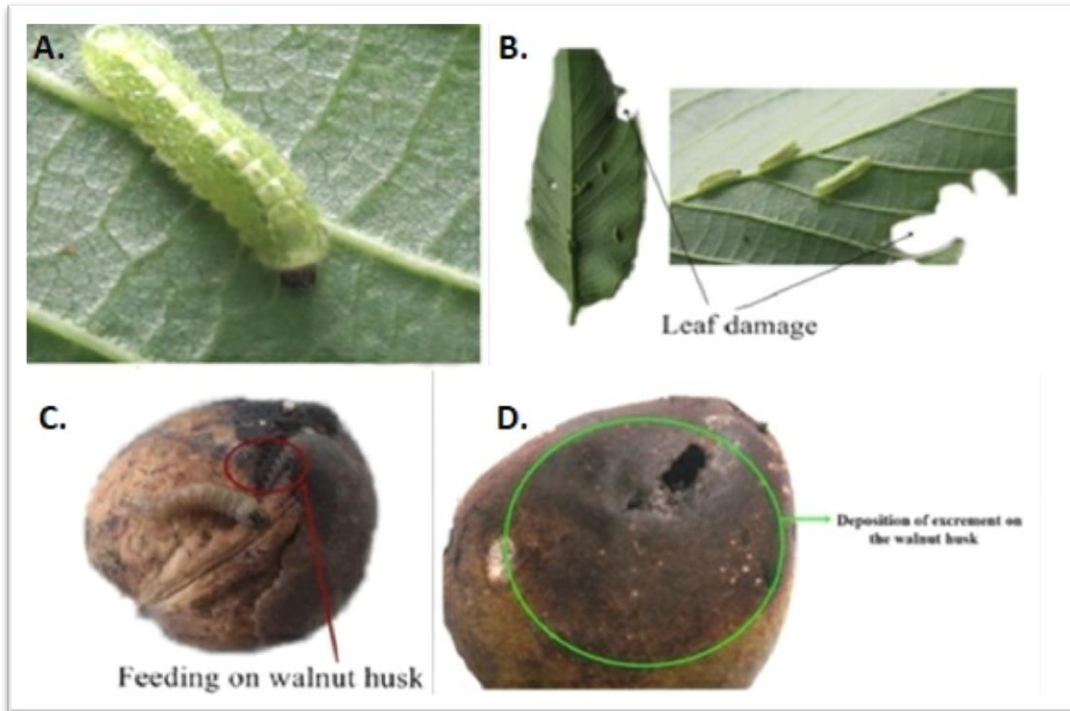 A.
B.
Leaf damage
C.
D.
Deposition of excrement on
the walnut husk
Feeding on walnut husk